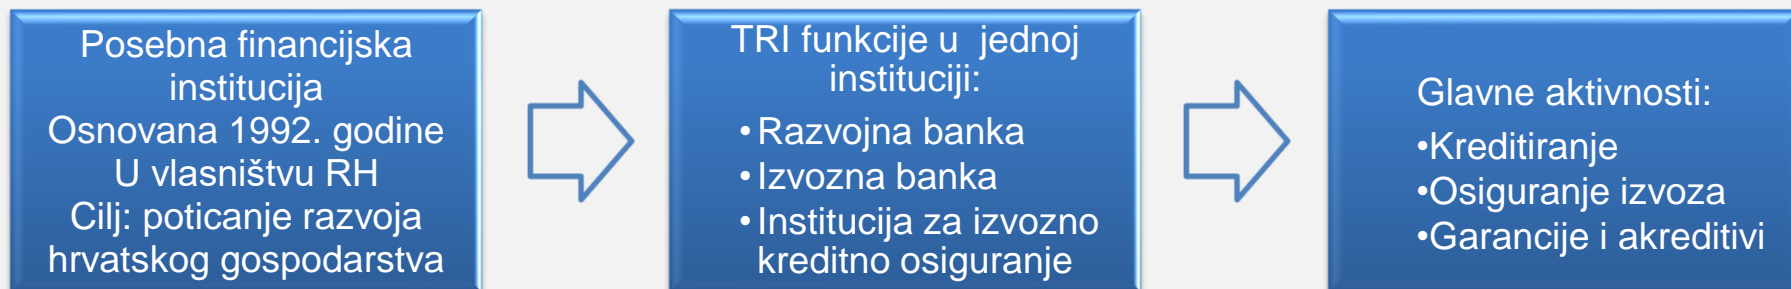 Posebna financijska
institucija
Osnovana 1992. godine
U vlasništvu RH
Cilj: poticanje razvoja
hrvatskog gospodarstva
TRI funkcije u jednoj
instituciji:
•Razvojna banka
•Izvozna banka
•Institucija za izvozno
kreditno osiguranje
Glavne aktivnosti:
•Kreditiranje
•Osiguranje izvoza
•Garancije i akreditivi